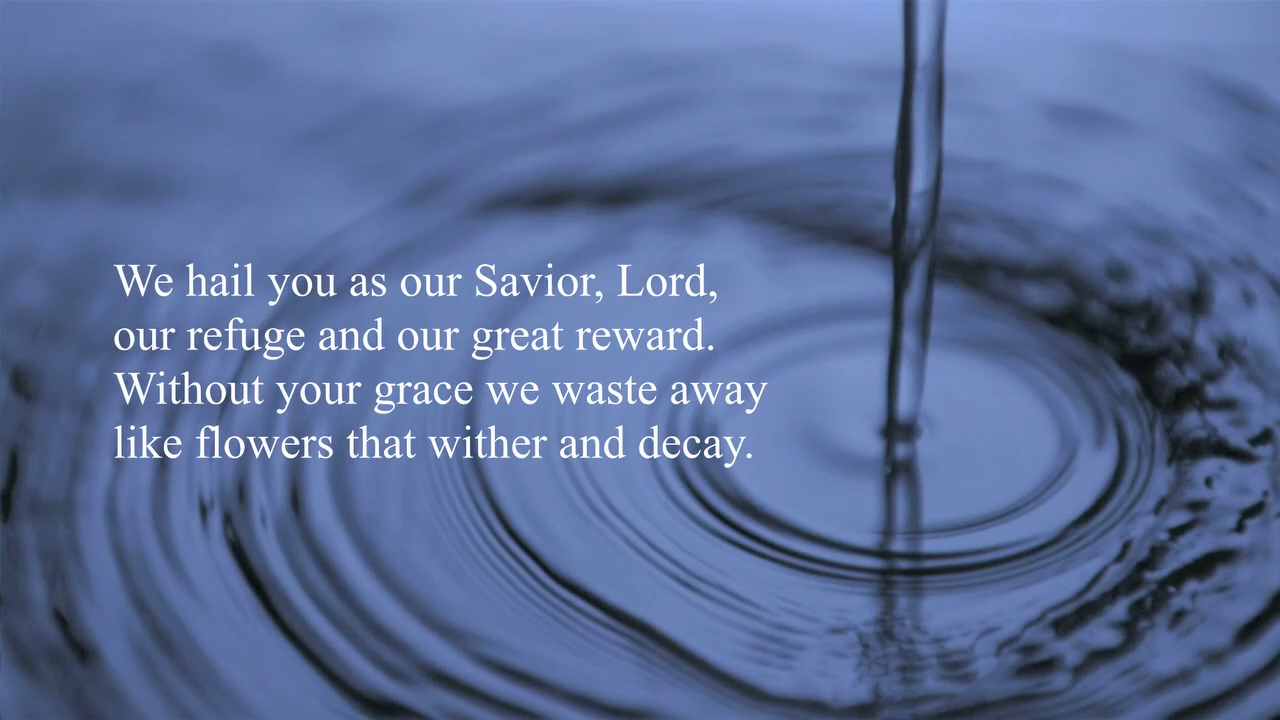 We hail you as our Savior, Lord,
our refuge and our great reward.
Without your grace we waste away
like flowers that wither and decay.